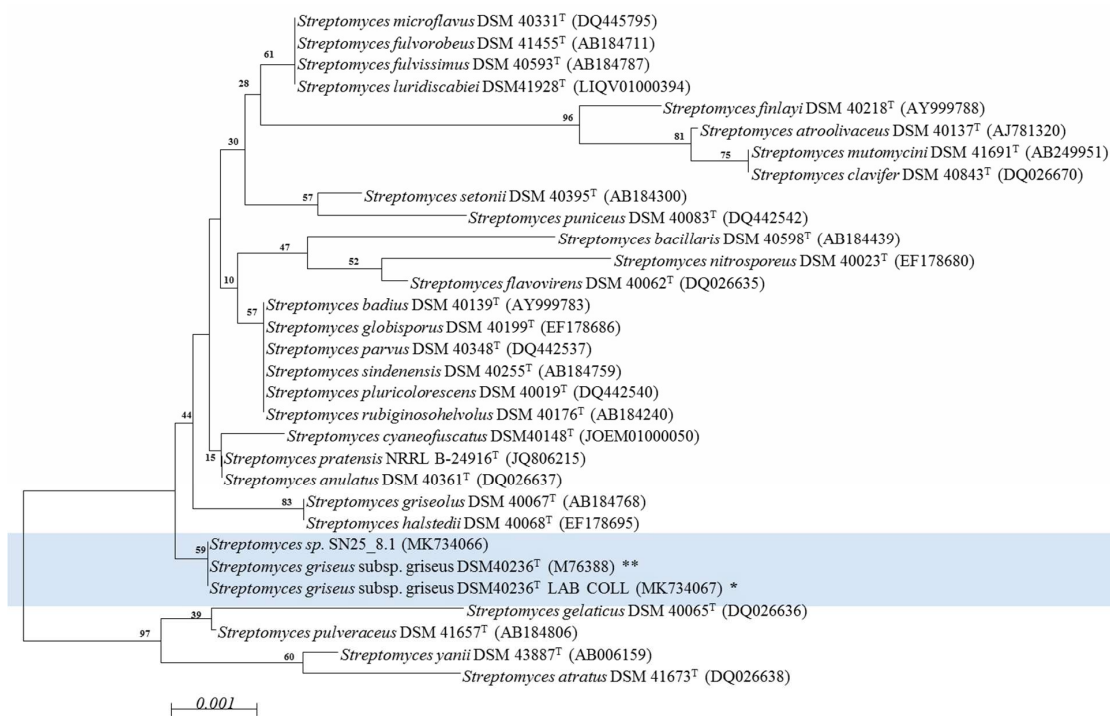 Streptomyces microflavus DSM 40331ᵀ (DQ445795)
Streptomyces fulvorobeus DSM 41455ᵀ (AB184711)
61
Streptomyces fulvissimus DSM 40593ᵀ (AB184787)
28
Streptomyces luridiscabiei DSM41928ᵀ (LIQV01000394)
Streptomyces finlayi DSM 40218ᵀ (AY999788)
96
Streptomyces atroolivaceus DSM 40137ᵀ (AJ781320)
81
30
75
Streptomyces mutomycini DSM 41691ᵀ (AB249951)
Streptomyces clavifer DSM 40843ᵀ (DQ026670)
57
Streptomyces setonii DSM 40395ᵀ (AB184300)
Streptomyces puniceus DSM 40083ᵀ (DQ442542)
Streptomyces bacillaris DSM 40598ᵀ (AB184439)
47
52
Streptomyces nitrosporeus DSM 40023ᵀ (EF178680)
10
Streptomyces flavovirens DSM 40062ᵀ (DQ026635)
Streptomyces badius DSM 40139ᵀ (AY999783)
57
Streptomyces globisporus DSM 40199ᵀ (EF178686)
Streptomyces parvus DSM 40348ᵀ (DQ442537)
Streptomyces sindenensis DSM 40255ᵀ (AB184759)
Streptomyces pluricolorescens DSM 40019ᵀ (DQ442540)
44
Streptomyces rubiginosohelvolus DSM 40176ᵀ (AB184240)
Streptomyces cyaneofuscatus DSM40148ᵀ (JOEM01000050)
15
Streptomyces pratensis NRRL B-24916ᵀ (JQ806215)
Streptomyces anulatus DSM 40361ᵀ (DQ026637)
83
Streptomyces griseolus DSM 40067ᵀ (AB184768)
Streptomyces halstedii DSM 40068ᵀ (EF178695)
59
Streptomyces sp. SN25_8.1 (MK734066)
Streptomyces griseus subsp. griseus DSM40236ᵀ (M76388) **
Streptomyces griseus subsp. griseus DSM40236ᵀ LAB COLL (MK734067) *
39
Streptomyces gelaticus DSM 40065ᵀ (DQ026636)
97
Streptomyces pulveraceus DSM 41657ᵀ (AB184806)
60
Streptomyces yanii DSM 43887ᵀ (AB006159)
Streptomyces atratus DSM 41673ᵀ (DQ026638)
0.001